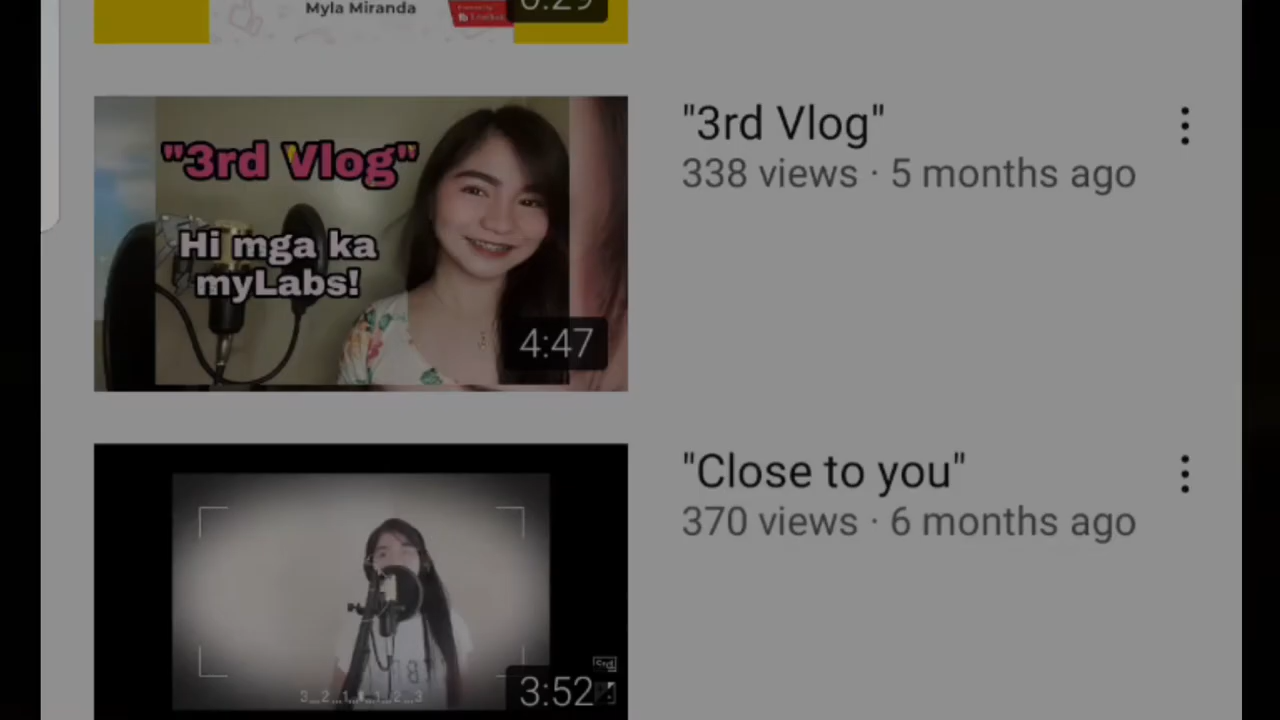 Myla Miranda
6:29
"3rd Vlog"
Hi mga ka
myLabs!
4:47
"3rd Vlog"
338 views · 5 months ago
3:52
"Close to you"
370 views · 6 months ago